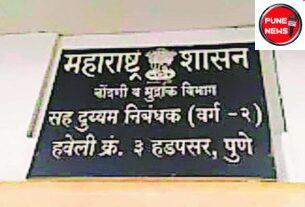 PUNE
NEWS
महाराष्ट्र शासन
नोंदणी व मुद्रांक विभाग
सह दुय्यम निबंधक (वर्ग -२)
हवेली क्रं. ३ हडपसर, पुणे